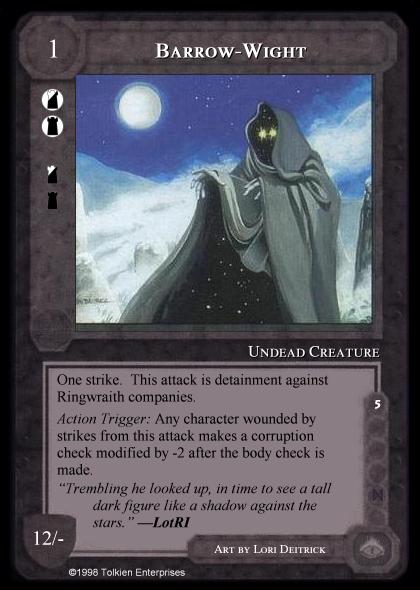 1
BARROW-WIGHT
UNDEAD CREATURE
One strike. This attack is detainment against
Ringwraith companies.
Action Trigger: Any character wounded by
strikes from this attack makes a corruption
check modified by -2 after the body check is
made.
“Trembling he looked up, in time to see a tall
dark figure like a shadow against the
stars.” —LotRI
5
12/-
ART BY LORI DEITRICK
©1998 Tolkien Enterprises